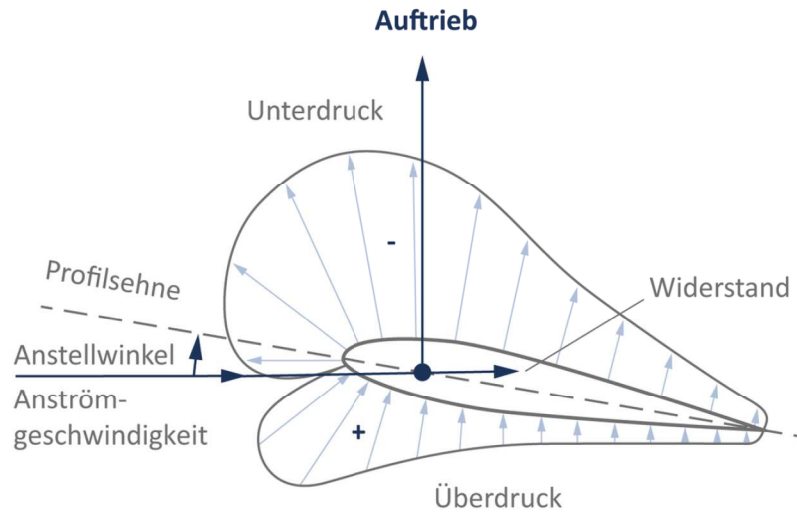 Auftrieb
Unterdruck
-
Profilsehne
Widerstand
Anstellwinkel
Anström-
geschwindigkeit
+
Überdruck